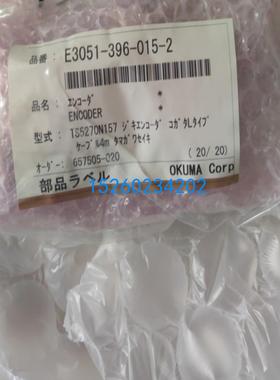 品番： E3051-396-015-2
品名： エンコーダ *
ENCODER *
型式： TS5270N157 ジキエンコーダ コガタレタイプ
ケーブル4m タマガワセイキ
オーダー： 657505-020 (20/20)
部品ラベル OKUMA Corp
15260234202